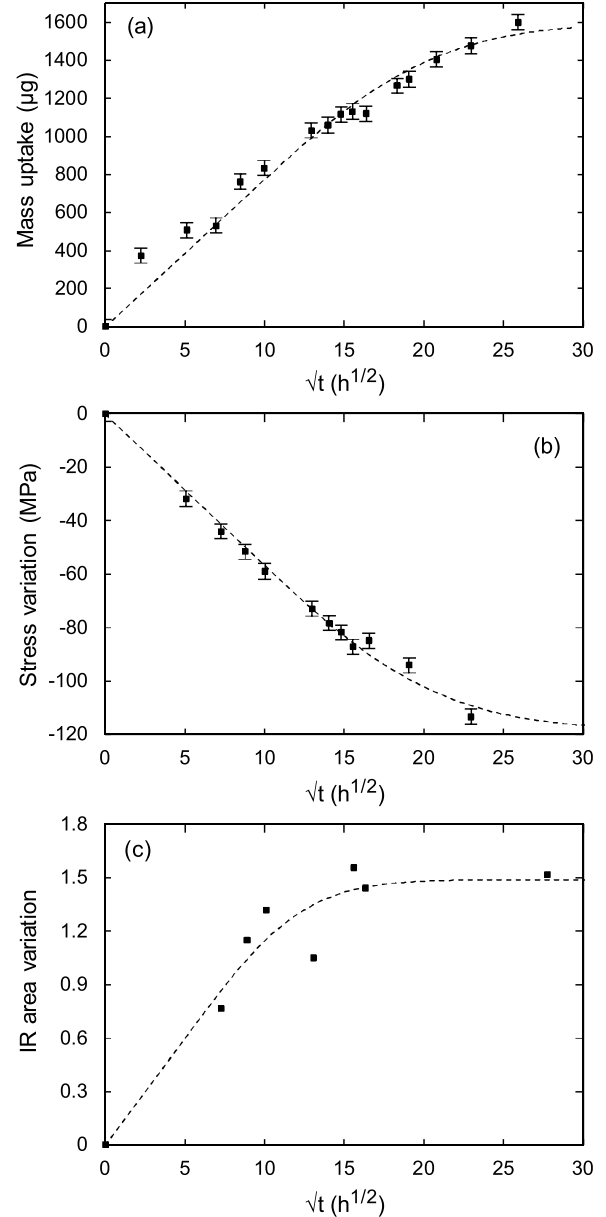 (a)
Mass uptake (µg)
1600
1400
1200
1000
800
600
400
200
0
0 5 10 15 20 25 30
√t (h1/2)
(b)
Stress variation (MPa)
0
-20
-40
-60
-80
-100
-120
0 5 10 15 20 25 30
√t (h1/2)
(c)
IR area variation
1.8
1.5
1.2
0.9
0.6
0.3
0
0 5 10 15 20 25 30
√t (h1/2)